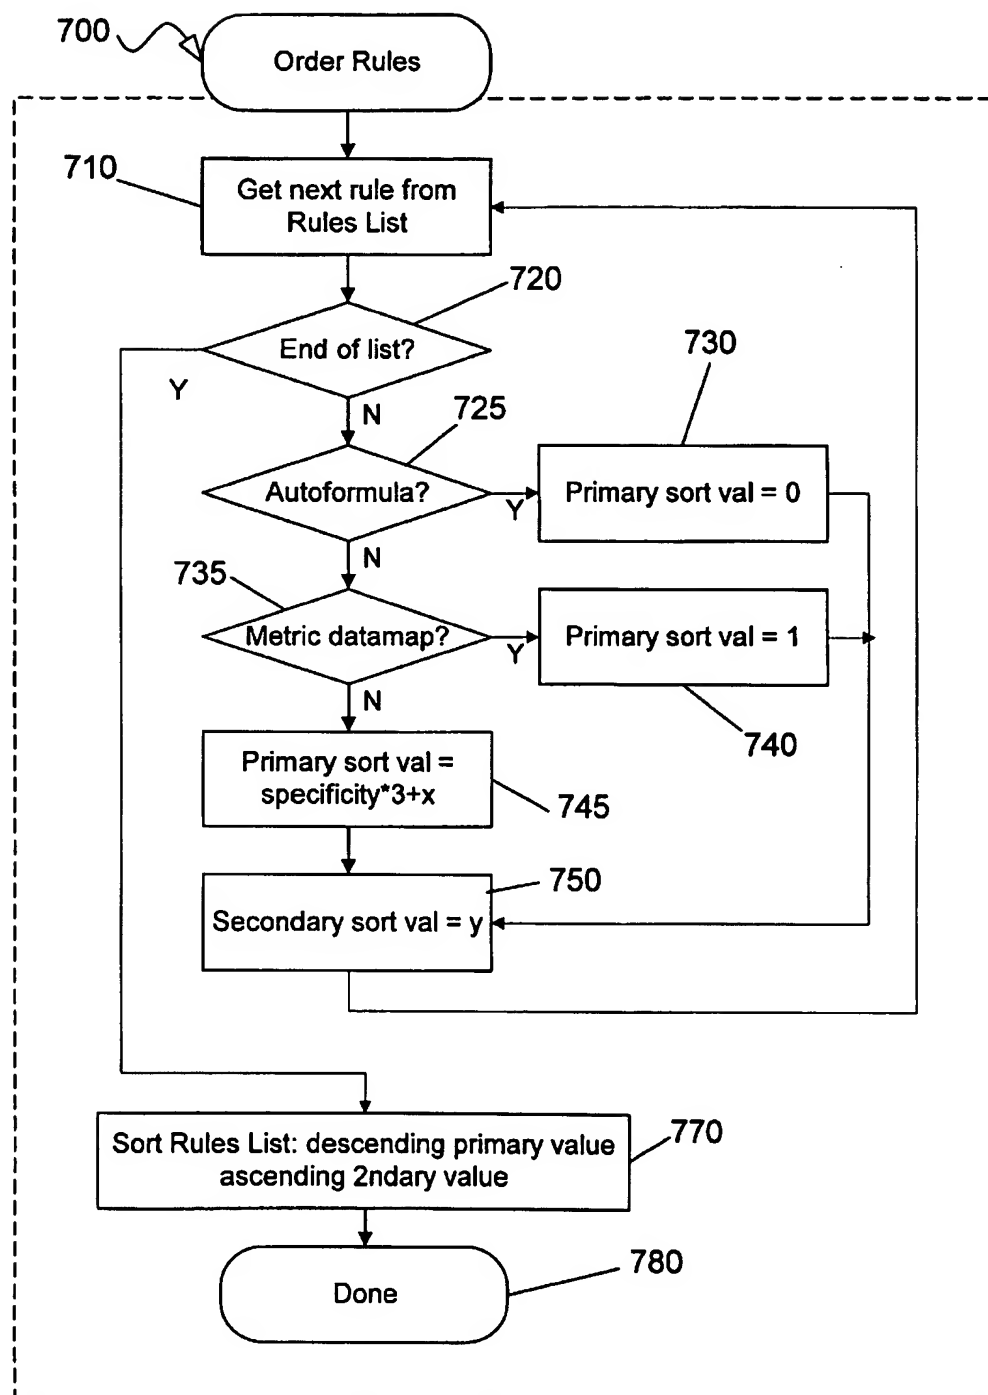 700
Order Rules
710
Get next rule from
Rules List
720
End of list?
Y
N
725
730
Autoformula?
Y
Primary sort val = 0
N
735
Metric datamap?
Y
Primary sort val = 1
N
740
Primary sort val =
specificity*3+x
745
750
Secondary sort val = y
Sort Rules List: descending primary value
ascending 2ndary value
770
Done
780